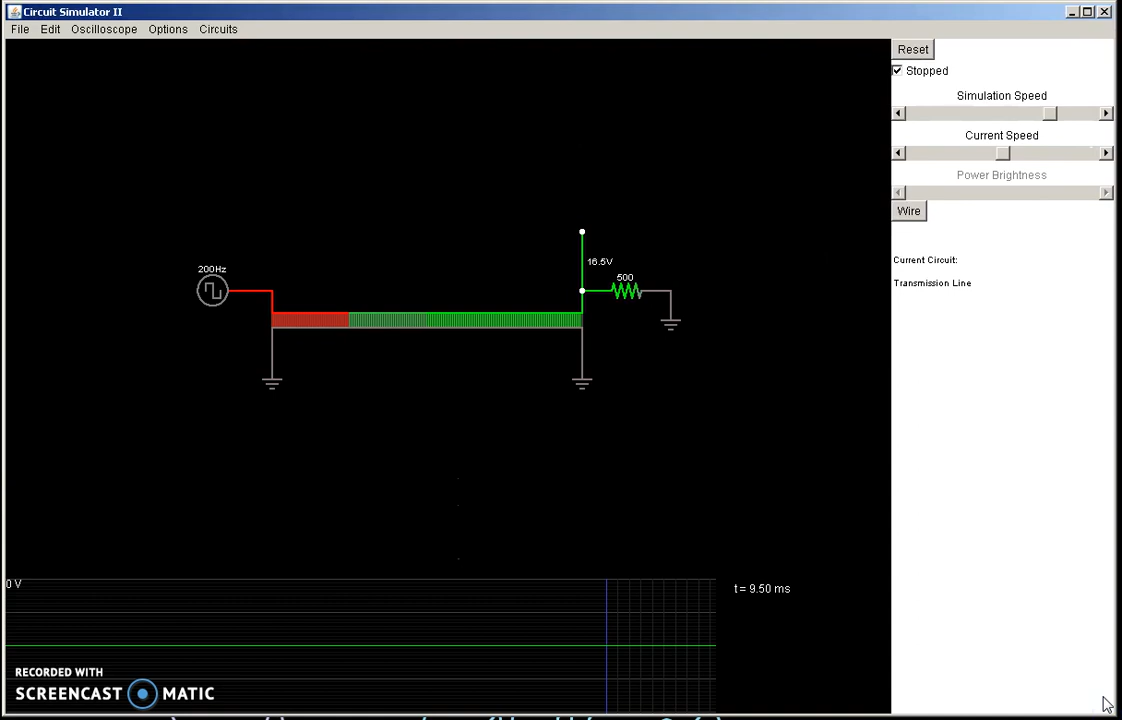 Circuit Simulator II
File Edit Oscilloscope Options Circuits
Reset
Stopped
Simulation Speed
Current Speed
Power Brightness
Wire
Current Circuit:
Transmission Line
200Hz
16.5V
500
0 V
t = 9.50 ms
RECORDED WITH
SCREENCAST MATIC